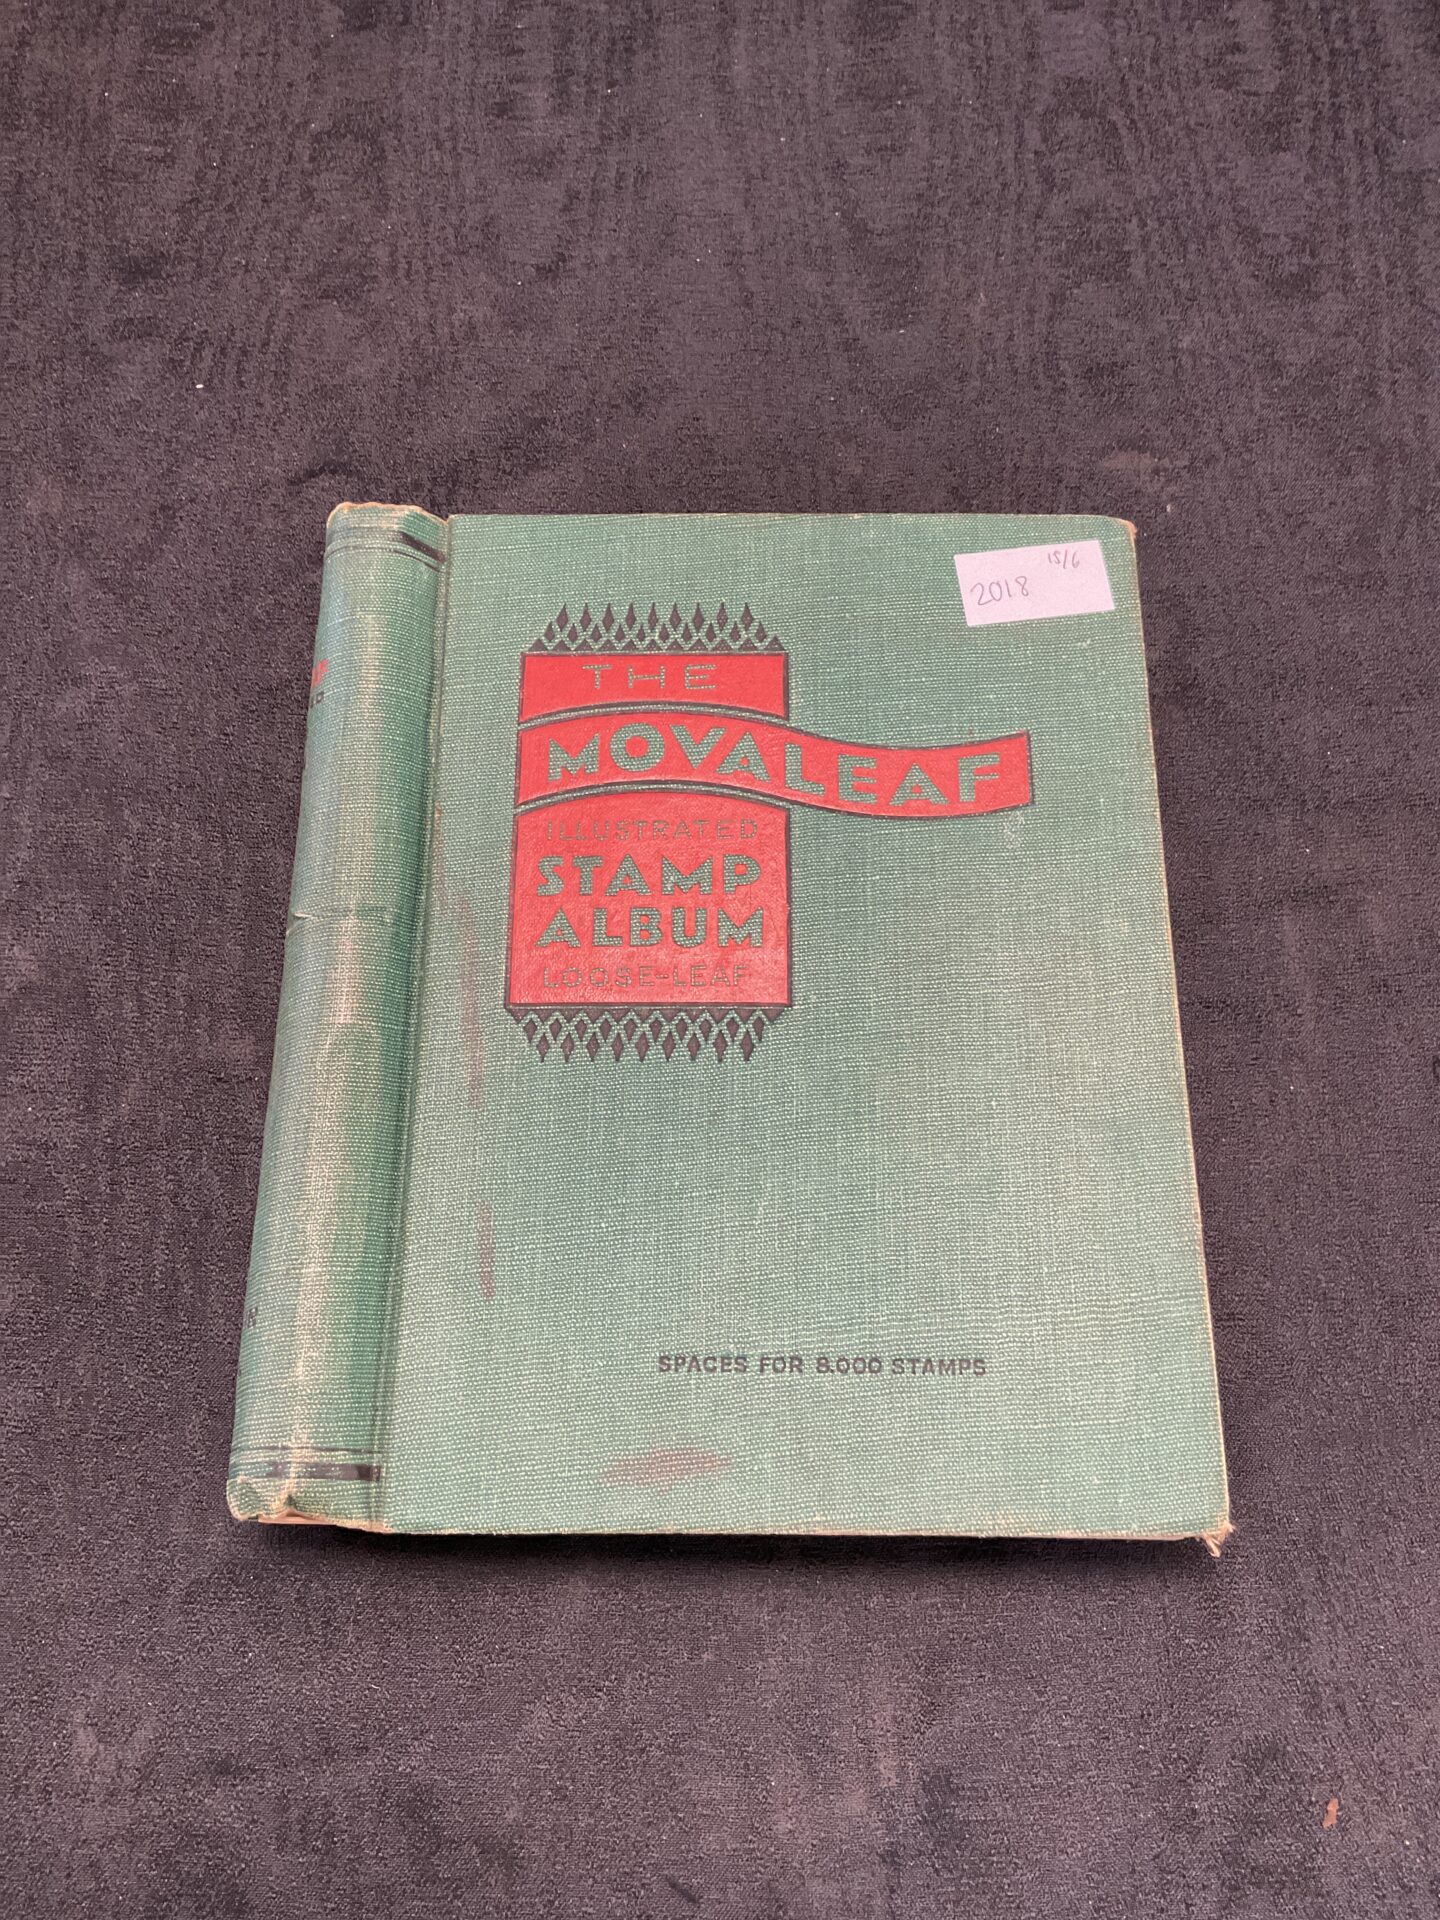 15/6
2018
THE
MOVALEAF
ILLUSTRATED
STAMP
ALBUM
LOOSE-LEAF
SPACES FOR 8,000 STAMPS